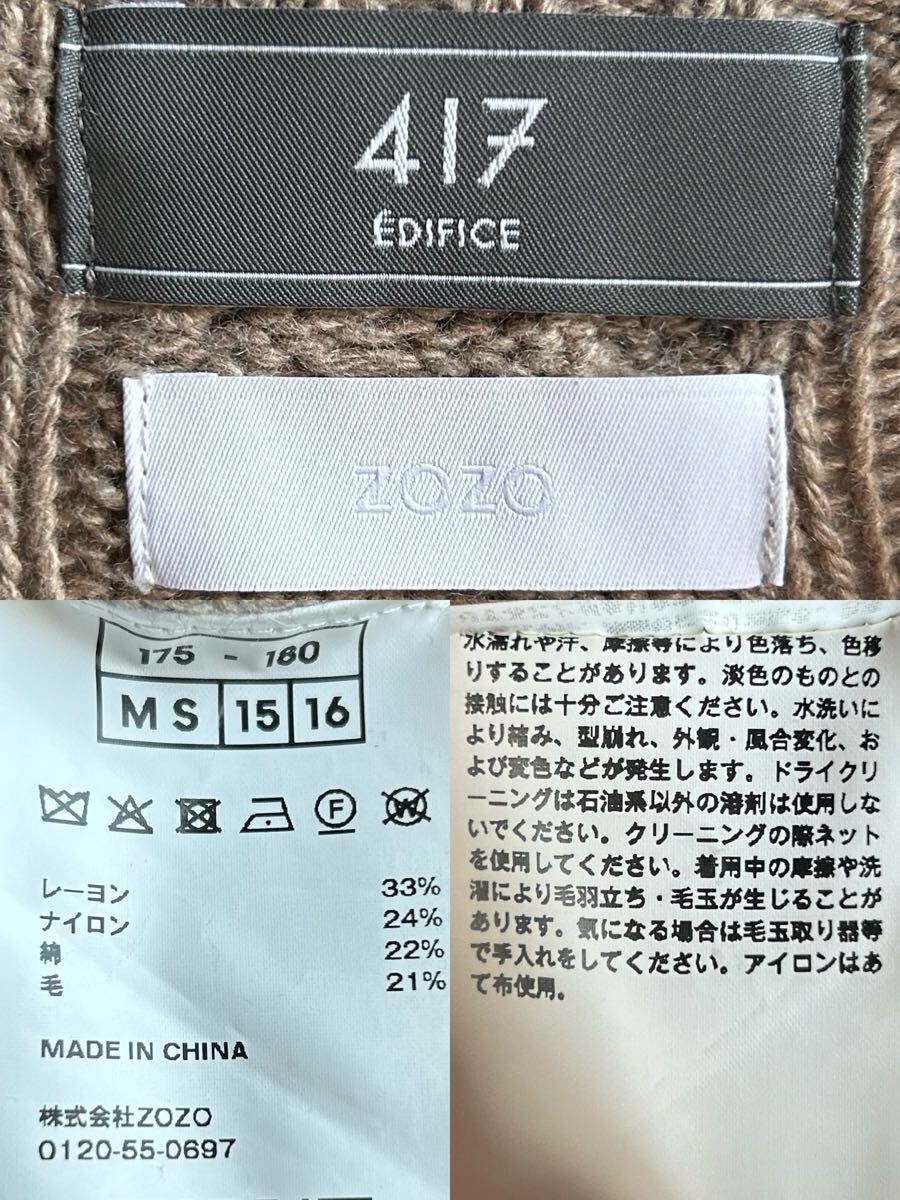 417
ÉDIFICE
ZOZO
175 - 180
MS 15 16
F
W
レーヨン 33%
ナイロン 24%
綿 22%
毛 21%
MADE IN CHINA
株式会社ZOZO
0120-55-0697
水濡れや汗、摩擦等により色落ち、色移
りすることがあります。淡色のものとの
接触には十分ご注意ください。水洗いに
より縮み、型崩れ、外観・風合変化、お
よび変色などが発生します。ドライクリ
ーニングは石油系以外の溶剤は使用しな
いでください。クリーニングの際ネット
を使用してください。着用中の摩擦や洗
濯により毛羽立ち・毛玉が生じることが
あります。気になる場合は毛玉取り器等
で手入れをしてください。アイロンはあ
て布使用。